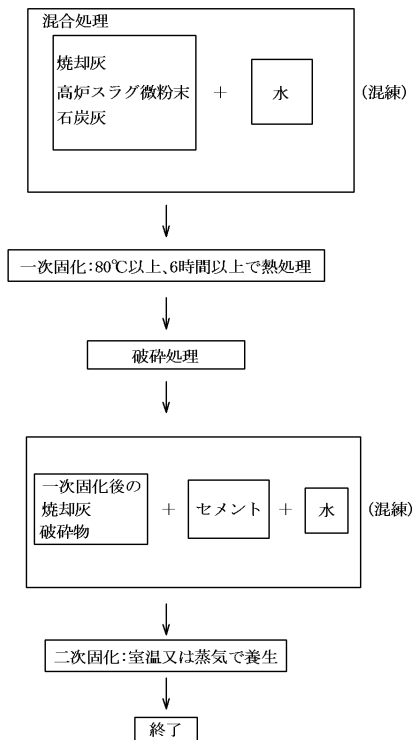 混合処理
焼却灰
高炉スラグ微粉末
石炭灰
+
水
(混練)
一次固化:80℃以上、6時間以上で熱処理
破砕処理
一次固化後の
焼却灰
破砕物
+
セメント
+
水
(混練)
二次固化:室温又は蒸気で養生
終了